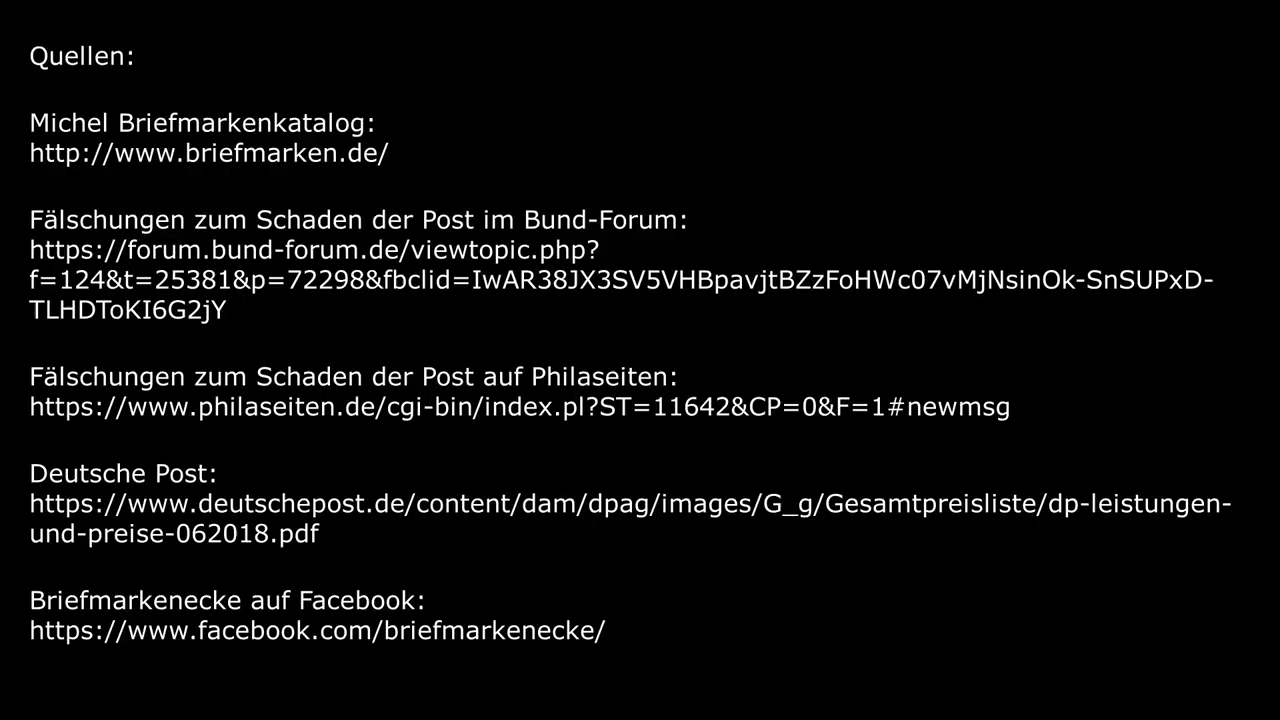 Quellen:
Michel Briefmarkenkatalog:
http://www.briefmarken.de/
Fälschungen zum Schaden der Post im Bund-Forum:
https://forum.bund-forum.de/viewtopic.php?
f=124&t=25381&p=72298&fbclid=IwAR38JX3SV5VHBpavjtBZzFoHWc07vMjNsinOk-SnSUPxD-
TLHDToKI6G2jY
Fälschungen zum Schaden der Post auf Philaseiten:
https://www.philaseiten.de/cgi-bin/index.pl?ST=11642&CP=0&F=1#newmsg
Deutsche Post:
https://www.deutschepost.de/content/dam/dpag/images/G_g/Gesamtpreisliste/dp-leistungen-
und-preise-062018.pdf
Briefmarkenecke auf Facebook:
https://www.facebook.com/briefmarkenecke/